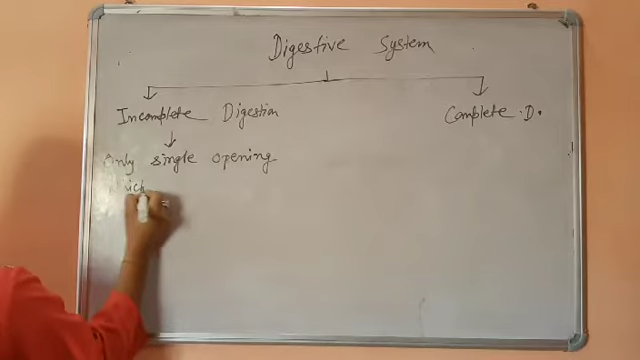 Digestive System
Incomplete Digestion
Complete D.
Only single opening